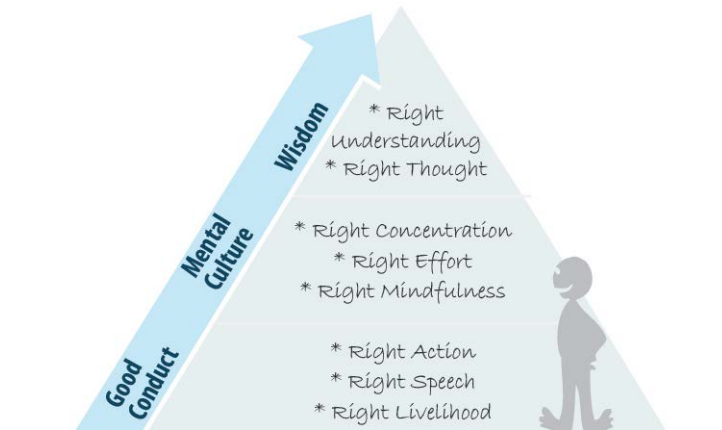 Wisdom
* Right
Understanding
* Right Thought
Mental
Culture
* Right Concentration
* Right Effort
* Right Mindfulness
Good
Conduct
* Right Action
* Right Speech
* Right Livelihood